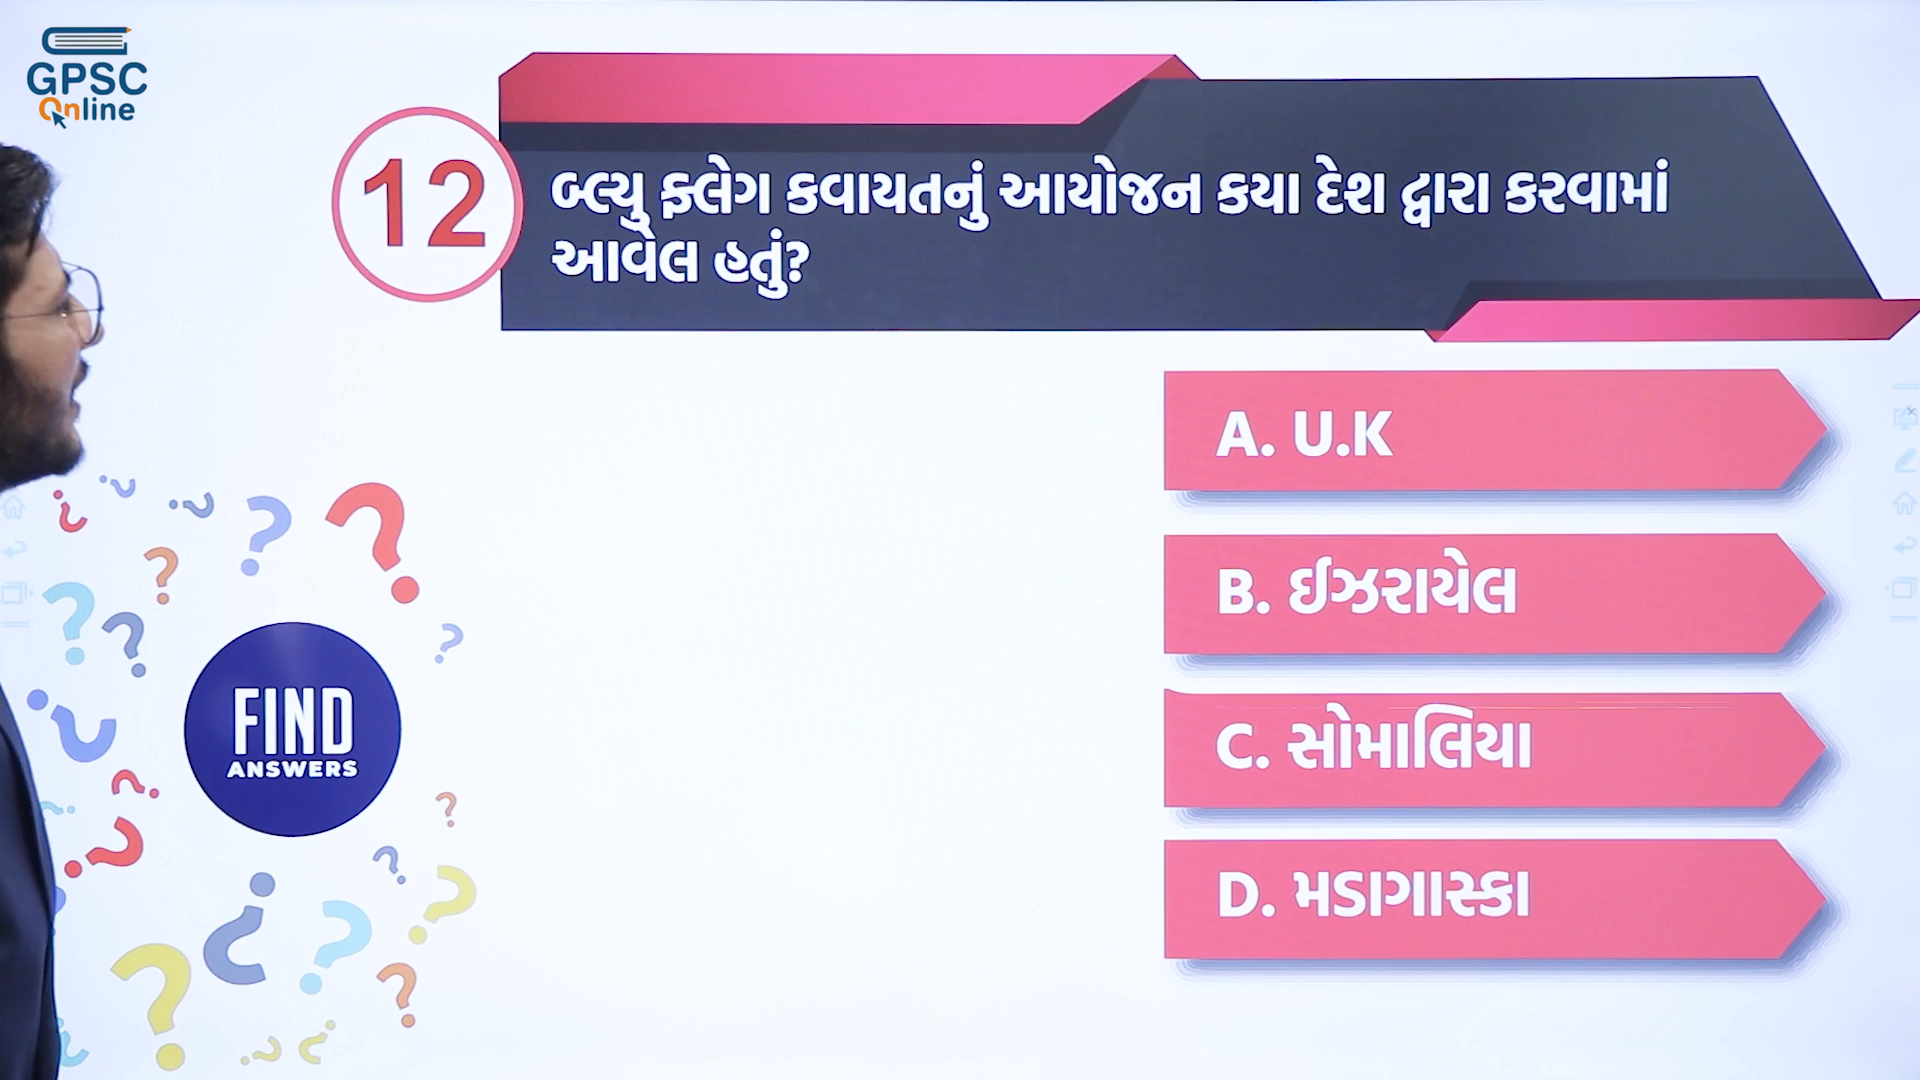 GPSC
Online
12
બ્લ્યુ ફ્લેગ કવાયતનું આયોજન કયા દેશ દ્વારા કરવામાં
આવેલ હતું?
A. U.K
B. ઈઝરાયેલ
C. સોમાલિયા
D. મડાગાસ્કા
FIND
ANSWERS